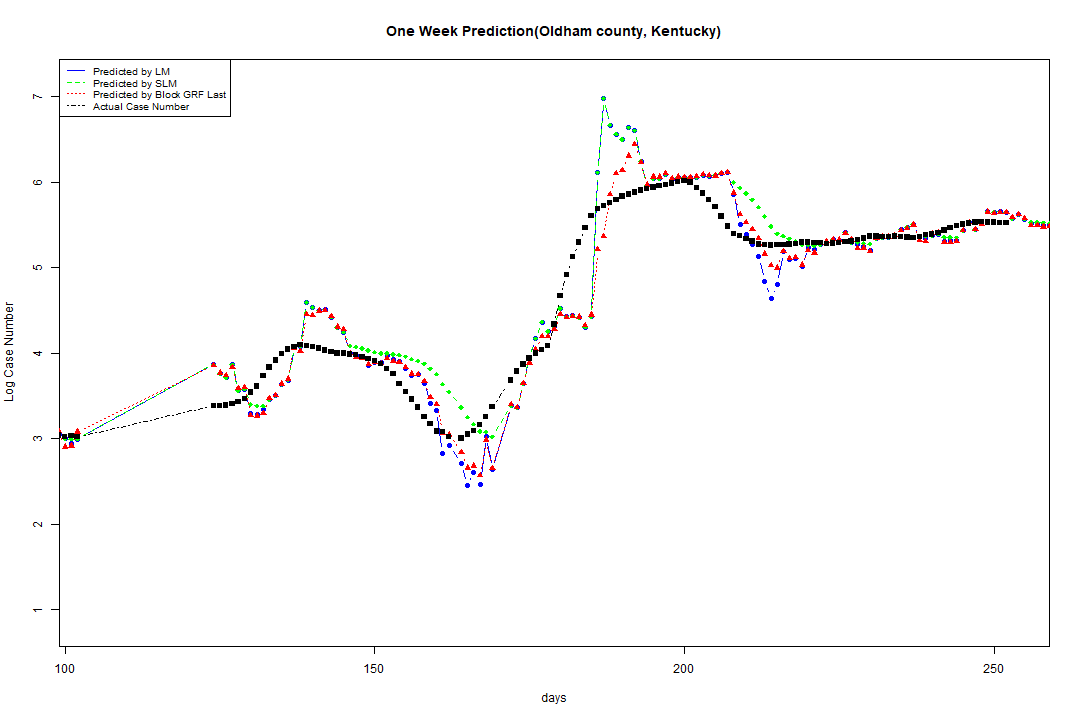 One Week Prediction(Oldham county, Kentucky)
Predicted by LM
Predicted by SLM
Predicted by Block GRF Last
Actual Case Number
7
6
5
4
3
2
1
Log Case Number
100 150 200 250
days